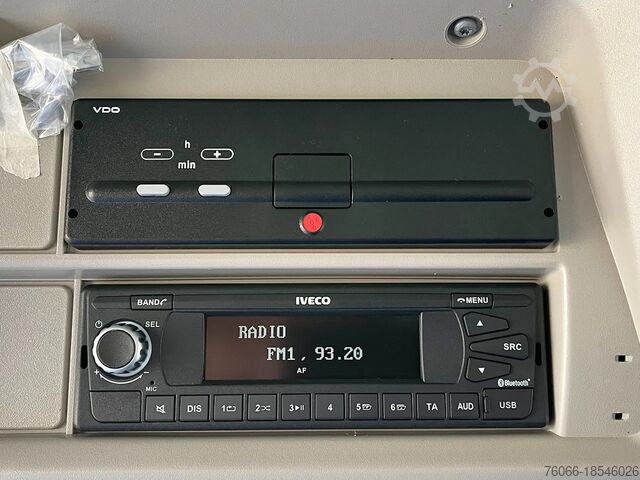 VDO
h
- +
min
BAND IVECO MENU
SEL
RADIO
FM1, 93.20
AF
SRC
+ -
MIC
Bluetooth
DIS 1 2 3 4 5 6 TA AUD USB
76066-18546026